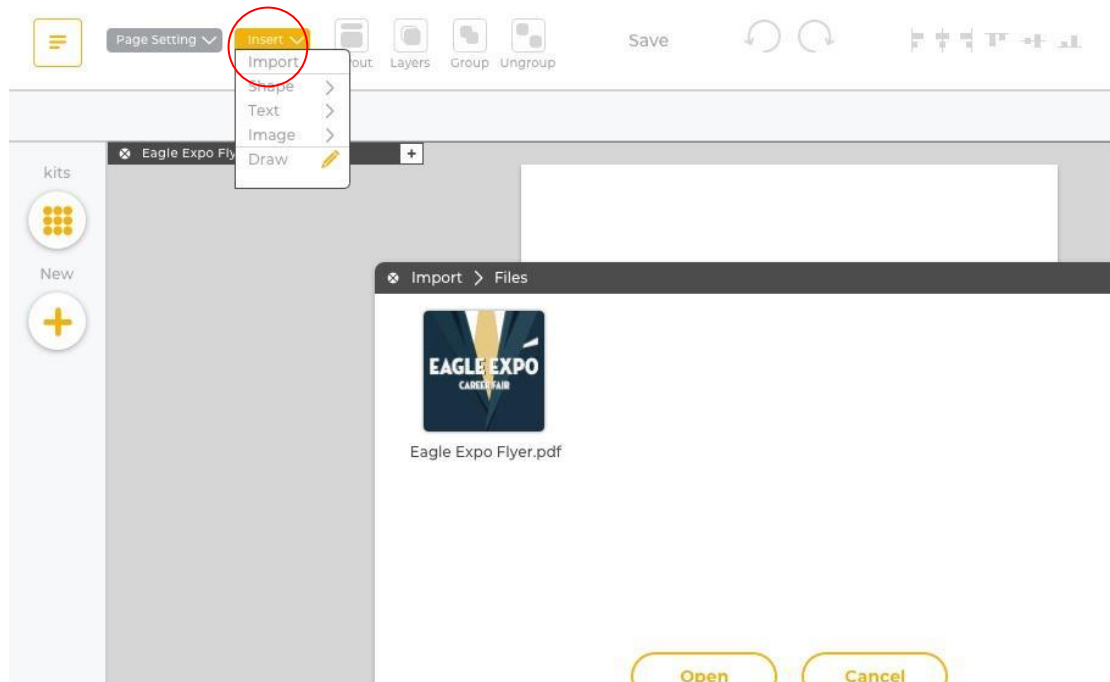 Page Setting
Insert
Save
Import
out
Layers
Group
Ungroup
Shape
Text
Image
Draw
Eagle Expo Fly
+
kits
New
Import > Files
EAGLE EXPO
CAREER FAIR
Eagle Expo Flyer.pdf
Open
Cancel